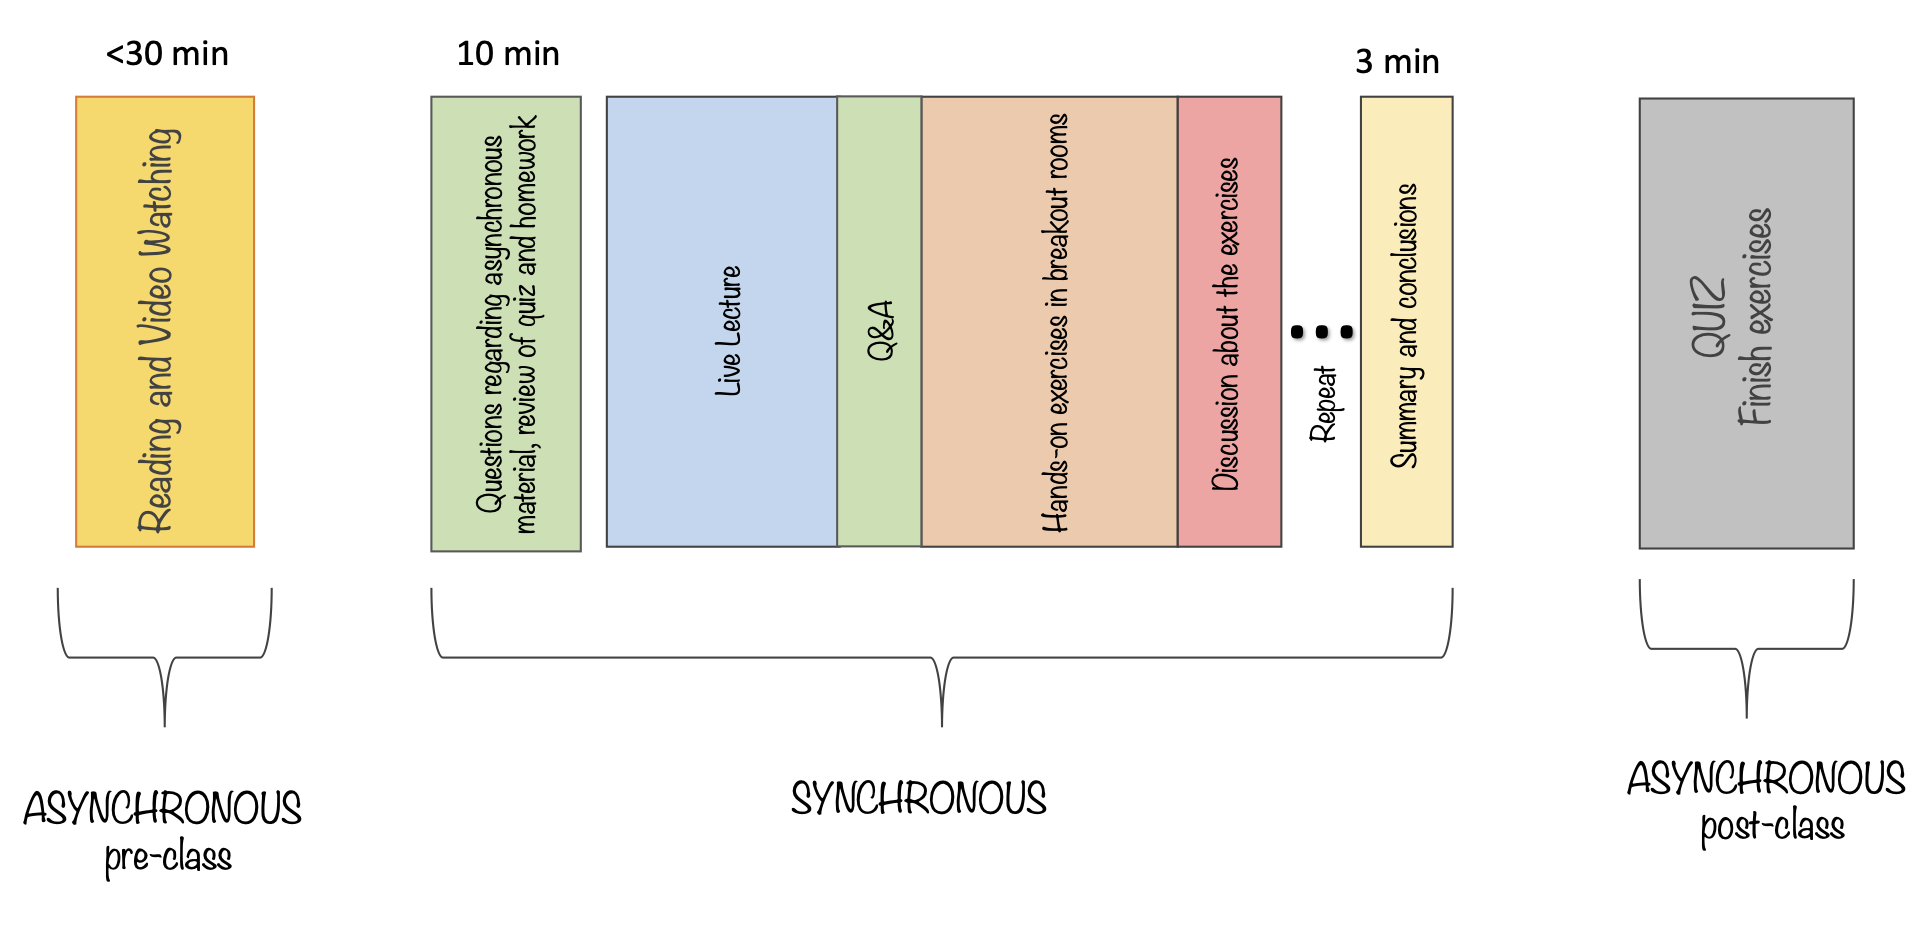 <30 min
10 min
3 min
Reading and Video Watching
Questions regarding asynchronous
material, review of quiz and homework
Live Lecture
Q&A
Hands-on exercises in breakout rooms
Discussion about the exercises
Repeat
Summary and conclusions
QUIZ
Finish exercises
ASYNCHRONOUS
pre-class
SYNCHRONOUS
ASYNCHRONOUS
post-class